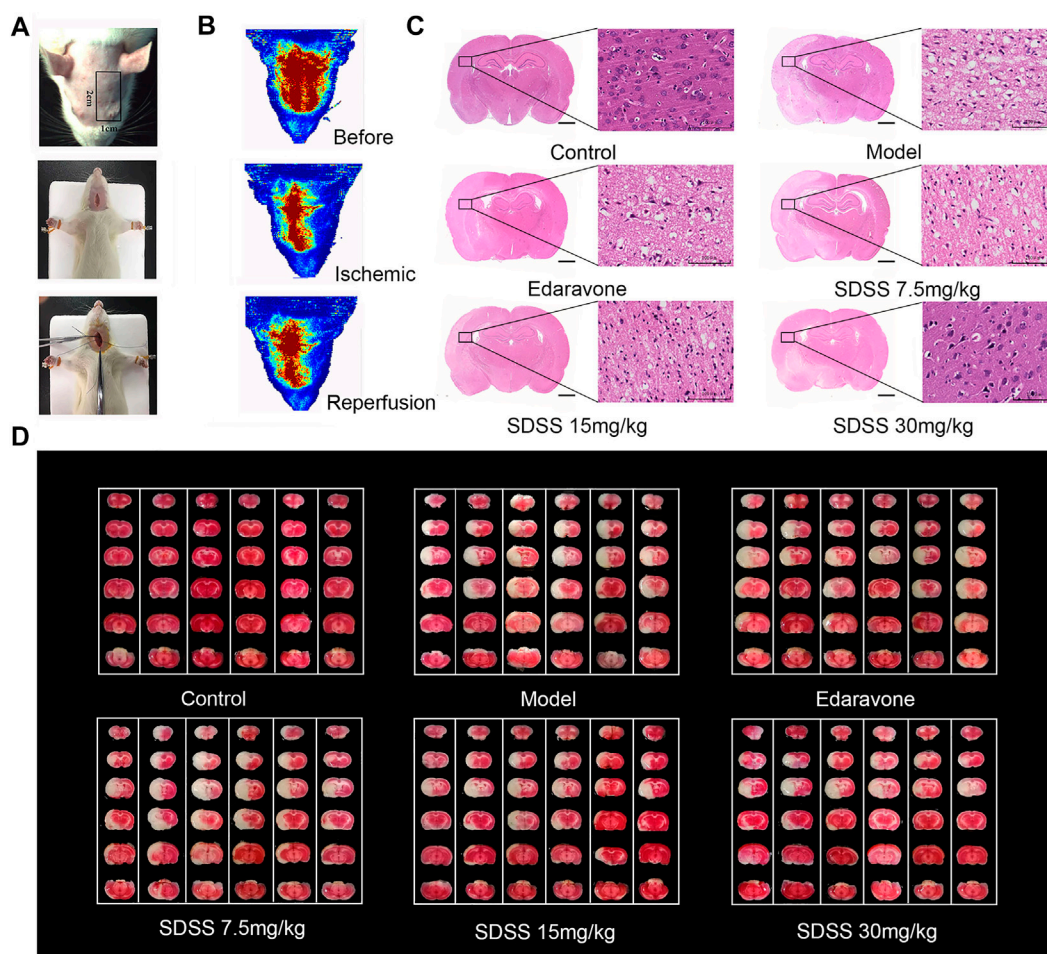 A
B
C
2cm
1cm
Before
Control
Model
Ischemic
Edaravone
SDSS 7.5mg/kg
Reperfusion
SDSS 15mg/kg
SDSS 30mg/kg
D
Control
Model
Edaravone
SDSS 7.5mg/kg
SDSS 15mg/kg
SDSS 30mg/kg